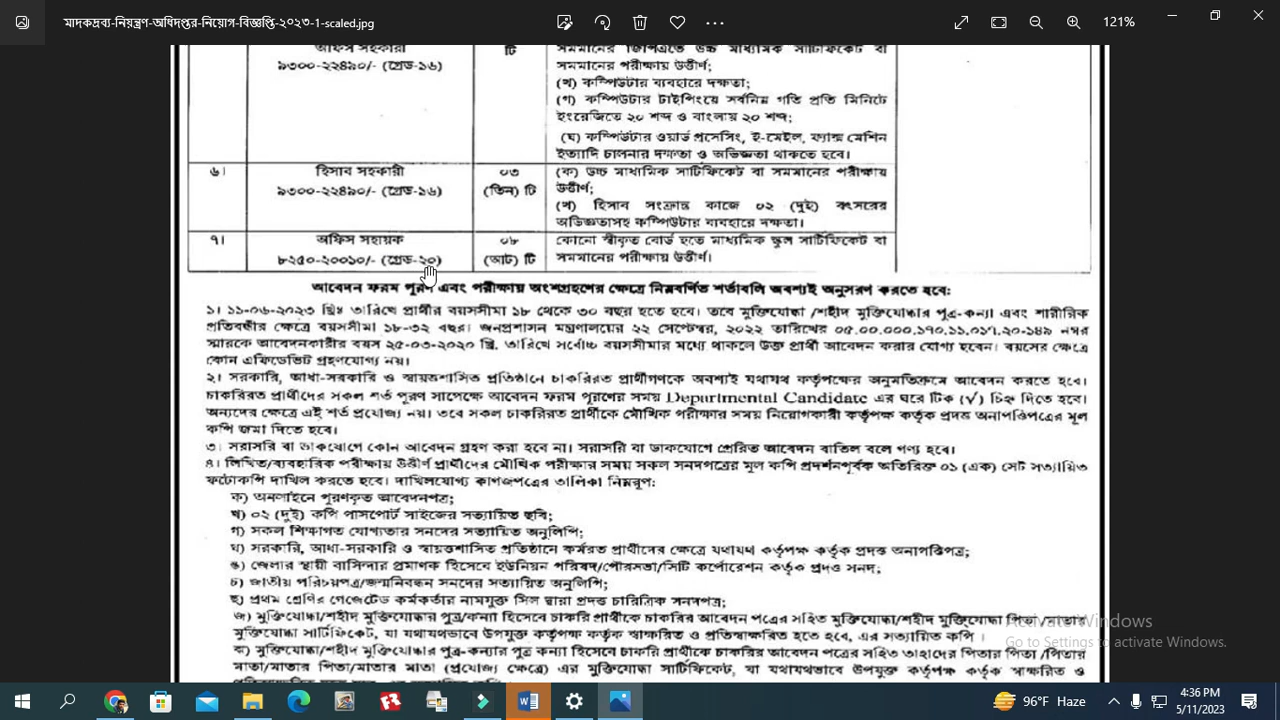 মাদকদ্রব্য-নিয়ন্ত্রণ-অধিদপ্তর-নিয়োগ-বিজ্ঞপ্তি-২০২৩-1-scaled.jpg
121%
অফিস সহকারী
টি
সমমানের জিপিএতে উচ্চ মাধ্যমিক সার্টিফিকেট বা
৯৩০০-২২৪৯০/- (গ্রেড-১৬)
সমমানের পরীক্ষায় উত্তীর্ণ;
(খ) কম্পিউটার ব্যবহারে দক্ষতা;
(গ) কম্পিউটার টাইপিংয়ে সর্বনিম্ন গতি প্রতি মিনিটে
ইংরেজিতে ২০ শব্দ ও বাংলায় ২০ শব্দ;
(ঘ) কম্পিউটার ওয়ার্ড প্রসেসিং, ই-মেইল, ফ্যাক্স মেশিন
ইত্যাদি চালনার দক্ষতা ও অভিজ্ঞতা থাকতে হবে।
৬।
হিসাব সহকারী
৯৩০০-২২৪৯০/- (গ্রেড-১৬)
০৩
(তিন) টি
(ক) উচ্চ মাধ্যমিক সার্টিফিকেট বা সমমানের পরীক্ষায়
উত্তীর্ণ;
(খ) হিসাব সংক্রান্ত কাজে ০২ (দুই) বৎসরের
অভিজ্ঞতাসহ কম্পিউটার ব্যবহারে দক্ষতা।
৭।
অফিস সহায়ক
৮২৫০-২০০১০/- (গ্রেড-২০)
০৮
(আট) টি
কোনো স্বীকৃত বোর্ড হতে মাধ্যমিক স্কুল সার্টিফিকেট বা
সমমানের পরীক্ষায় উত্তীর্ণ।
আবেদন ফরম পূরণ এবং পরীক্ষায় অংশগ্রহণের ক্ষেত্রে নিম্নবর্ণিত শর্তাবলি অবশ্যই অনুসরণ করতে হবে:
১। ১১-০৬-২০২৩ খ্রিঃ তারিখে প্রার্থীর বয়সসীমা ১৮ থেকে ৩০ বছর হতে হবে। তবে মুক্তিযোদ্ধা /শহীদ মুক্তিযোদ্ধার পুত্র-কন্যা এবং শারীরিক
প্রতিবন্ধীর ক্ষেত্রে বয়সসীমা ১৮-৩২ বছর। জনপ্রশাসন মন্ত্রণালয়ের ২২ সেপ্টেম্বর, ২০২২ তারিখের ০৫.০০.০০০.১৭০.১১.০১৭.২০-১৪৯ নম্বর
স্মারকে আবেদনকারীর বয়স ২৫-০৩-২০২০ খ্রি. তারিখে সর্বোচ্চ বয়সসীমার মধ্যে থাকলে উক্ত প্রার্থী আবেদন করার যোগ্য হবেন। বয়সের ক্ষেত্রে
কোন এফিডেভিট গ্রহণযোগ্য নয়।
২। সরকারি, আধা-সরকারি ও স্বায়ত্তশাসিত প্রতিষ্ঠানে চাকরিরত প্রার্থীগণকে অবশ্যই যথাযথ কর্তৃপক্ষের অনুমতিক্রমে আবেদন করতে হবে।
চাকরিরত প্রার্থীদের সকল শর্ত পূরণ সাপেক্ষে আবেদন ফরম পূরণের সময় Departmental Candidate এর ঘরে টিক (√) চিহ্ন দিতে হবে।
অন্যদের ক্ষেত্রে এই শর্ত প্রযোজ্য নয়। তবে সকল চাকরিরত প্রার্থীকে মৌখিক পরীক্ষার সময় নিয়োগকারী কর্তৃপক্ষ কর্তৃক প্রদত্ত অনাপত্তিপত্রের মূল
কপি জমা দিতে হবে।
৩। সরাসরি বা ডাকযোগে কোন আবেদন গ্রহণ করা হবে না। সরাসরি বা ডাকযোগে প্রেরিত আবেদন বাতিল বলে গণ্য হবে।
৪। লিখিত/ব্যবহারিক পরীক্ষায় উত্তীর্ণ প্রার্থীদের মৌখিক পরীক্ষার সময় সকল সনদপত্রের মূল কপি প্রদর্শনপূর্বক অতিরিক্ত ০১ (এক) সেট সত্যায়িত
ফটোকপি দাখিল করতে হবে। দাখিলযোগ্য কাগজপত্রের তালিকা নিম্নরূপ:
ক) অনলাইনে পূরণকৃত আবেদনপত্র;
খ) ০২ (দুই) কপি পাসপোর্ট সাইজের সত্যায়িত ছবি;
গ) সকল শিক্ষাগত যোগ্যতার সনদের সত্যায়িত অনুলিপি;
ঘ) সরকারি, আধা-সরকারি ও স্বায়ত্তশাসিত প্রতিষ্ঠানে কর্মরত প্রার্থীদের ক্ষেত্রে যথাযথ কর্তৃপক্ষ কর্তৃক প্রদত্ত অনাপত্তিপত্র;
ঙ) জেলার স্থায়ী বাসিন্দার প্রমাণক হিসেবে ইউনিয়ন পরিষদ/পৌরসভা/সিটি কর্পোরেশন কর্তৃক প্রদত্ত সনদ;
চ) জাতীয় পরিচয়পত্র/জন্মনিবন্ধন সনদের সত্যায়িত অনুলিপি;
ছ) প্রথম শ্রেণির গেজেটেড কর্মকর্তার নামযুক্ত সিল দ্বারা প্রদত্ত চারিত্রিক সনদপত্র;
জ) মুক্তিযোদ্ধা/শহীদ মুক্তিযোদ্ধার পুত্র/কন্যা হিসেবে চাকরি প্রার্থীকে চাকরির আবেদন পত্রের সহিত মুক্তিযোদ্ধা/শহীদ মুক্তিযোদ্ধা পিতা/মাতার
মুক্তিযোদ্ধা সার্টিফিকেট, যা যথাযথভাবে উপযুক্ত কর্তৃপক্ষ কর্তৃক স্বাক্ষরিত ও প্রতিস্বাক্ষরিত হতে হবে, এর সত্যায়িত কপি ।
ঝ) মুক্তিযোদ্ধা/শহীদ মুক্তিযোদ্ধার পুত্র-কন্যার পুত্র কন্যা হিসেবে চাকরি প্রার্থীকে চাকরির আবেদন পত্রের সহিত তাহাদের পিতার পিতা /পিতার
মাতা/মাতার পিতা/মাতার মাতা (প্রযোজ্য ক্ষেত্রে) এর মুক্তিযোদ্ধা সার্টিফিকেট, যা যথাযথভাবে উপযুক্ত কর্তৃপক্ষ কর্তৃক স্বাক্ষরিত ও
Activate Windows
Go to Settings to activate Windows.
96°F Haze
4:36 PM
5/11/2023